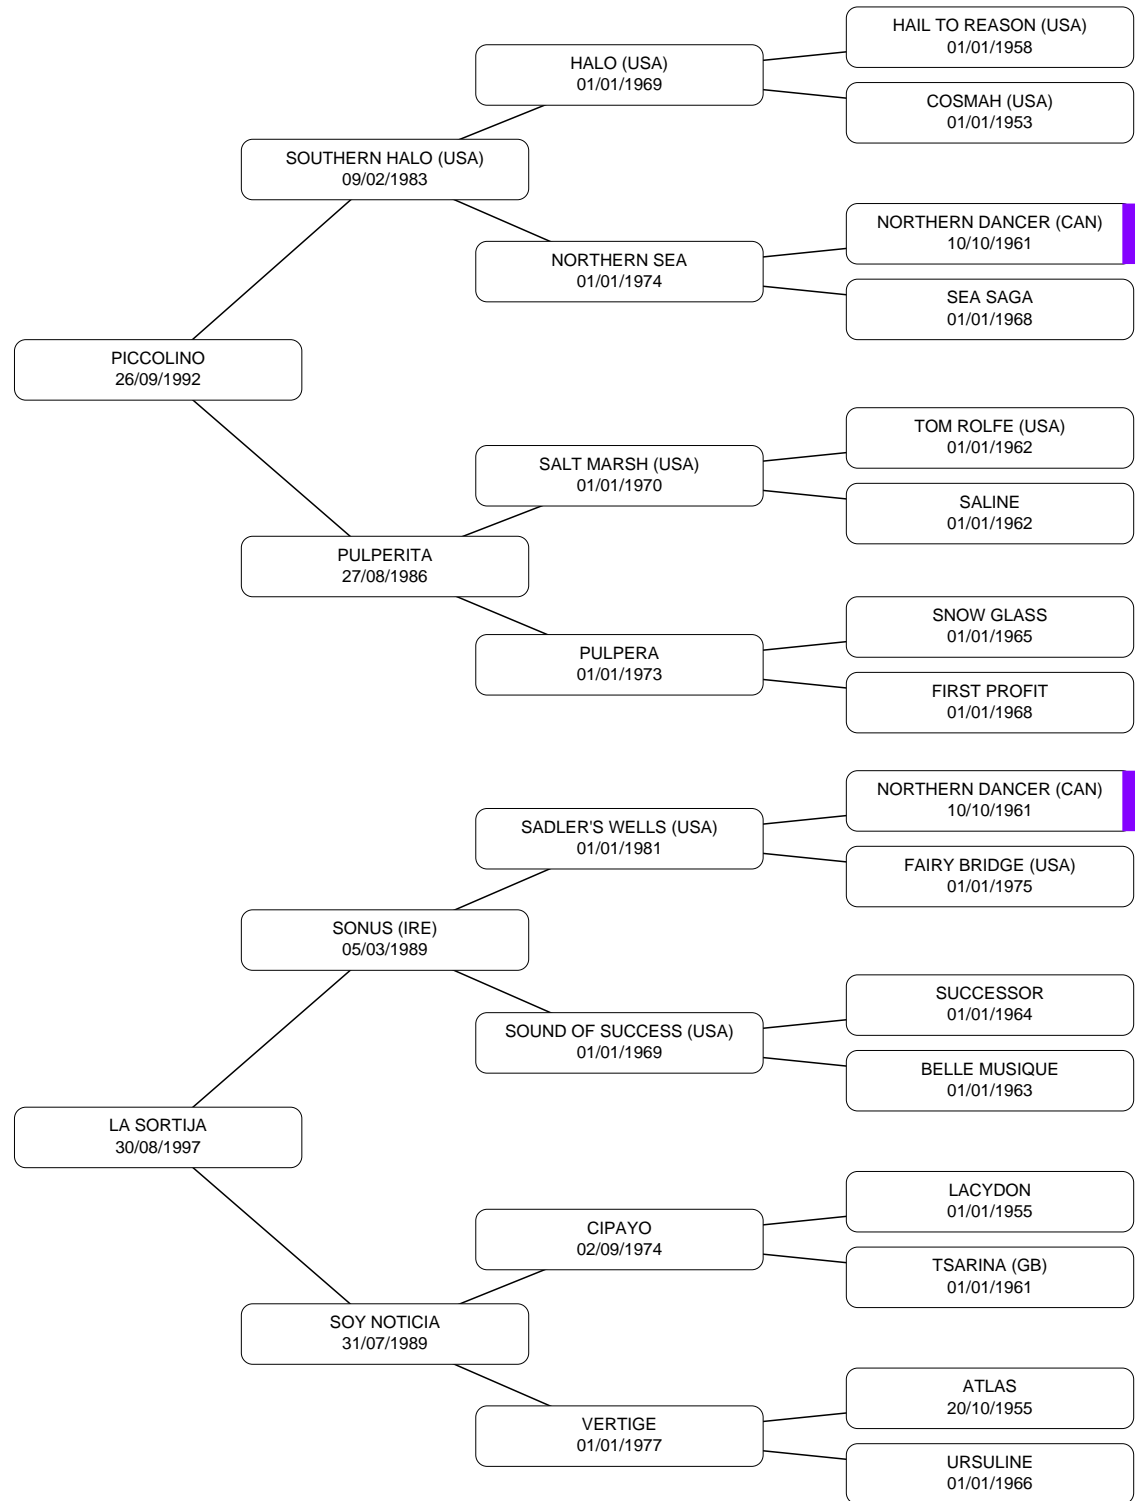 HAIL TO REASON (USA)
01/01/1958
HALO (USA)
01/01/1969
COSMAH (USA)
01/01/1953
SOUTHERN HALO (USA)
09/02/1983
NORTHERN DANCER (CAN)
10/10/1961
NORTHERN SEA
01/01/1974
SEA SAGA
01/01/1968
PICCOLINO
26/09/1992
TOM ROLFE (USA)
01/01/1962
SALT MARSH (USA)
01/01/1970
SALINE
01/01/1962
PULPERITA
27/08/1986
SNOW GLASS
01/01/1965
PULPERA
01/01/1973
FIRST PROFIT
01/01/1968
NORTHERN DANCER (CAN)
10/10/1961
SADLER'S WELLS (USA)
01/01/1981
FAIRY BRIDGE (USA)
01/01/1975
SONUS (IRE)
05/03/1989
SUCCESSOR
01/01/1964
SOUND OF SUCCESS (USA)
01/01/1969
BELLE MUSIQUE
01/01/1963
LA SORTIJA
30/08/1997
LACYDON
01/01/1955
CIPAYO
02/09/1974
TSARINA (GB)
01/01/1961
SOY NOTICIA
31/07/1989
ATLAS
20/10/1955
VERTIGE
01/01/1977
URSULINE
01/01/1966